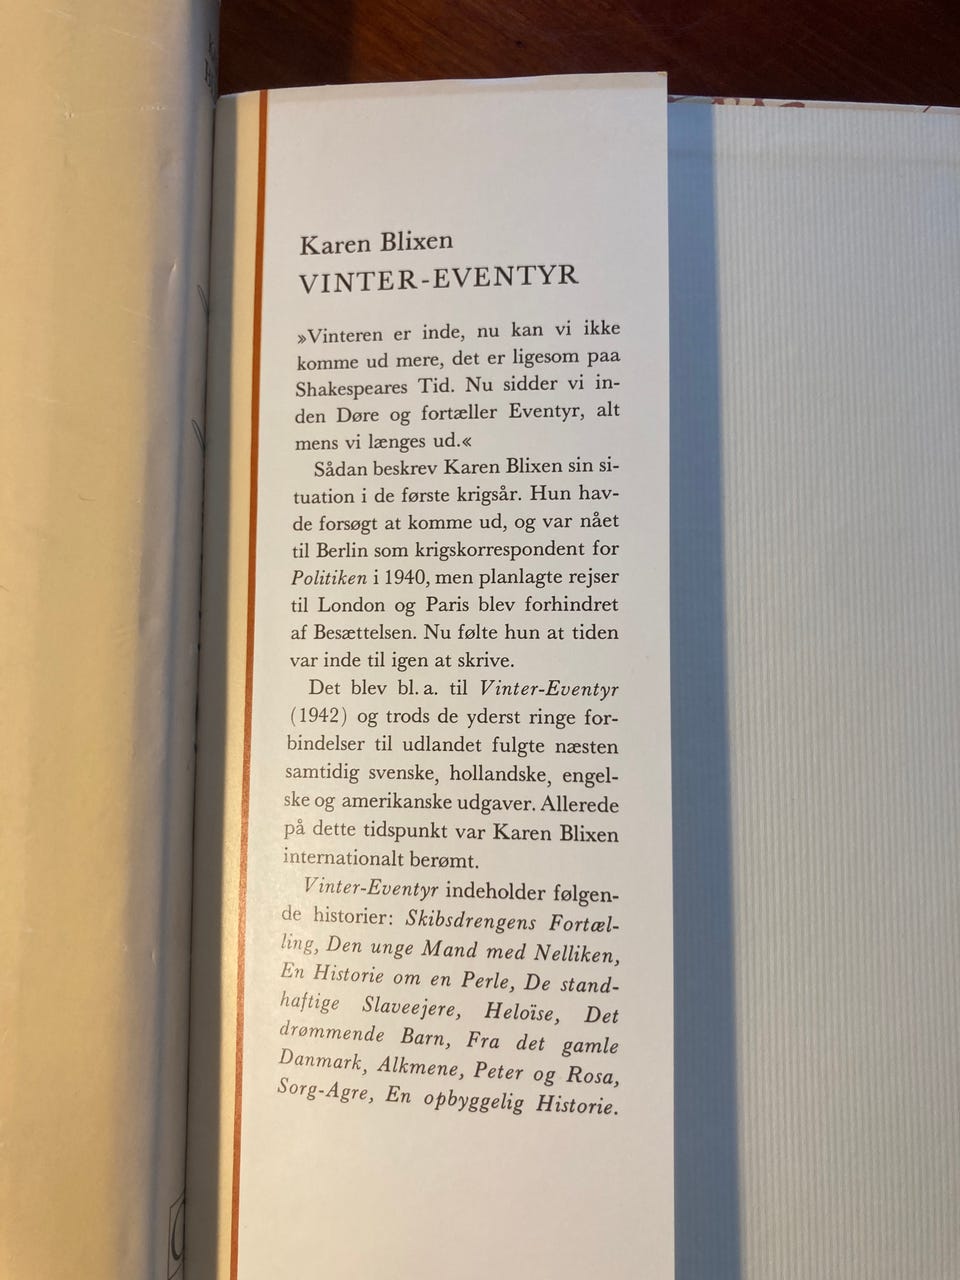 Karen Blixen
VINTER-EVENTYR
»Vinteren er inde, nu kan vi ikke
komme ud mere, det er ligesom paa
Shakespeares Tid. Nu sidder vi in-
den Døre og fortæller Eventyr, alt
mens vi længes ud.«
Sådan beskrev Karen Blixen sin si-
tuation i de første krigsår. Hun hav-
de forsøgt at komme ud, og var nået
til Berlin som krigskorrespondent for
Politiken i 1940, men planlagte rejser
til London og Paris blev forhindret
af Besættelsen. Nu følte hun at tiden
var inde til igen at skrive.
Det blev bl. a. til Vinter-Eventyr
(1942) og trods de yderst ringe for-
bindelser til udlandet fulgte næsten
samtidig svenske, hollandske, engel-
ske og amerikanske udgaver. Allerede
på dette tidspunkt var Karen Blixen
internationalt berømt.
Vinter-Eventyr indeholder følgen-
de historier: Skibsdrengens Fortæl-
ling, Den unge Mand med Nelliken,
En Historie om en Perle, De stand-
haftige Slaveejere, Heloïse, Det
drømmende Barn, Fra det gamle
Danmark, Alkmene, Peter og Rosa,
Sorg-Agre, En opbyggelig Historie.